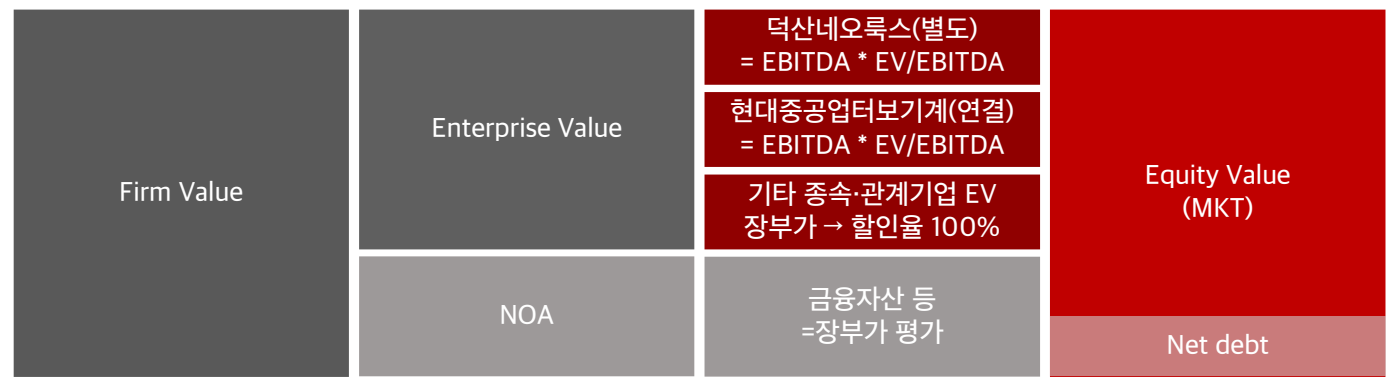 Firm Value
Enterprise Value
NOA
덕산네오룩스(별도)
= EBITDA * EV/EBITDA
현대중공업터보기계(연결)
= EBITDA * EV/EBITDA
기타 종속·관계기업 EV
장부가 → 할인율 100%
금융자산 등
=장부가 평가
Equity Value
(MKT)
Net debt